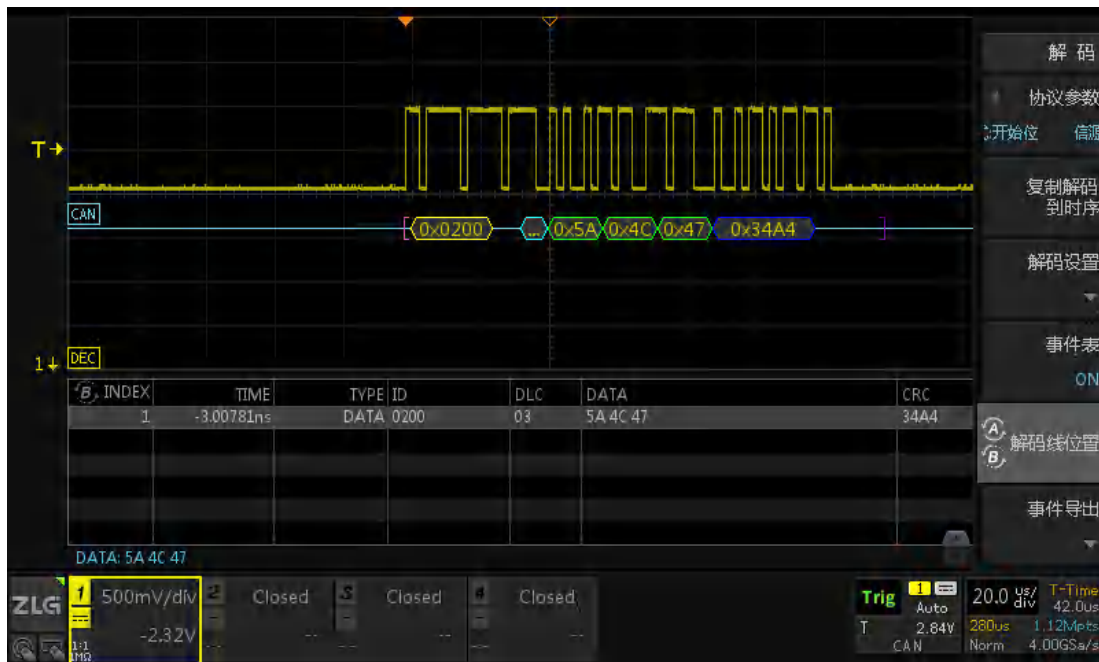 解 码
协议参数
开始位 信源
T
CAN
0x0200 ... 0x5A 0x4C 0x47 0x34A4
复制解码
到时序
解码设置
1 DEC
事件表
ON
B INDEX TIME TYPE ID DLC DATA CRC
1 -3.00781ns DATA 0200 03 5A 4C 47 34A4
A
B 解码线位置
事件导出
DATA: 5A 4C 47
ZLG
1 500mV/div 2 Closed 3 Closed 4 Closed
-2.32V -- -- --
1:1
1MΩ
Trig 1 Auto
T 2.84V
CAN
20.0 us/div T-Time
42.0us
280us 1.12Mpts
Norm 4.00GSa/s